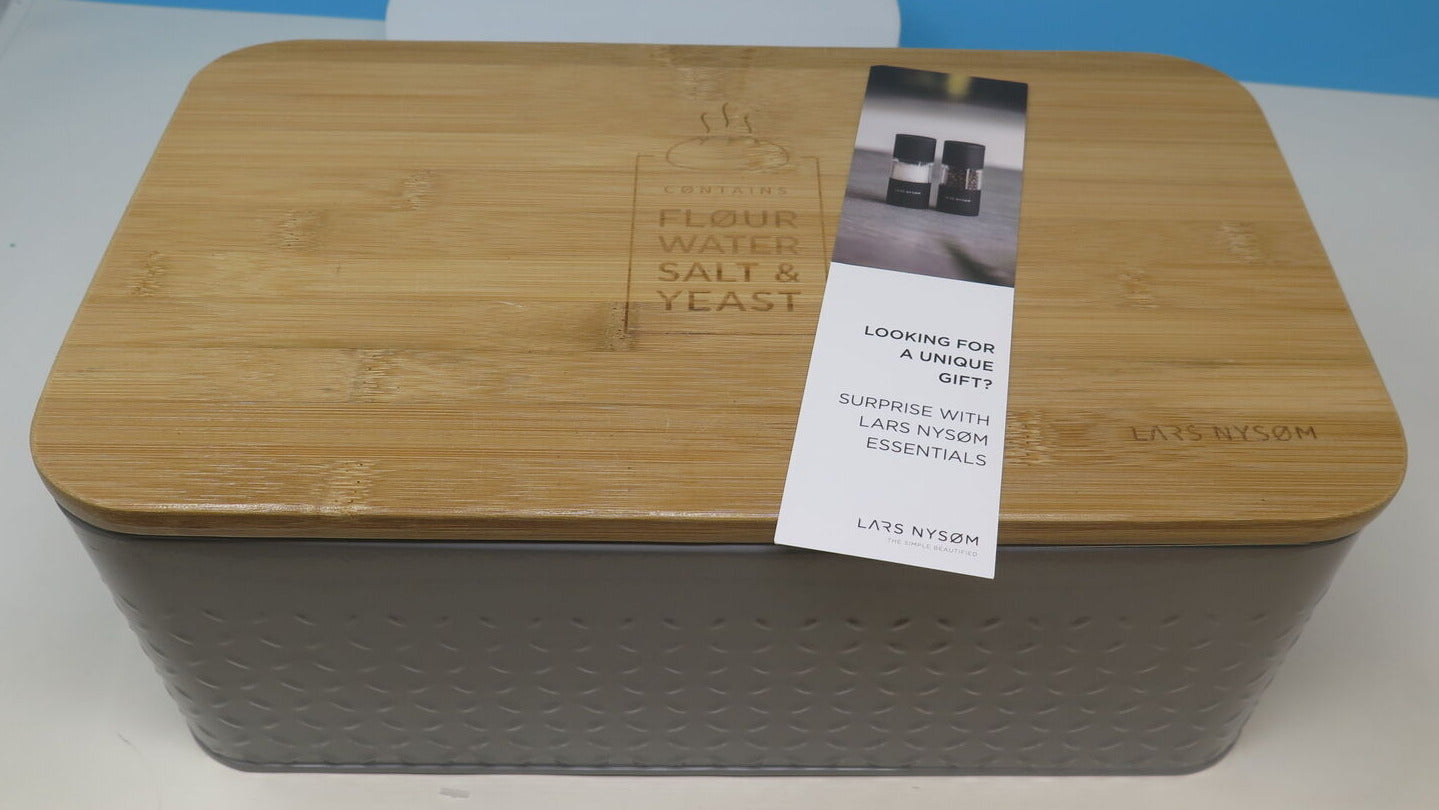 CØNTAINS
FLØUR
WATER
SALT &
YEAST
LARS NYSØM
LOOKING FOR
A UNIQUE
GIFT?
SURPRISE WITH
LARS NYSØM
ESSENTIALS
LARS NYSØM
THE SIMPLE BEAUTIFIED